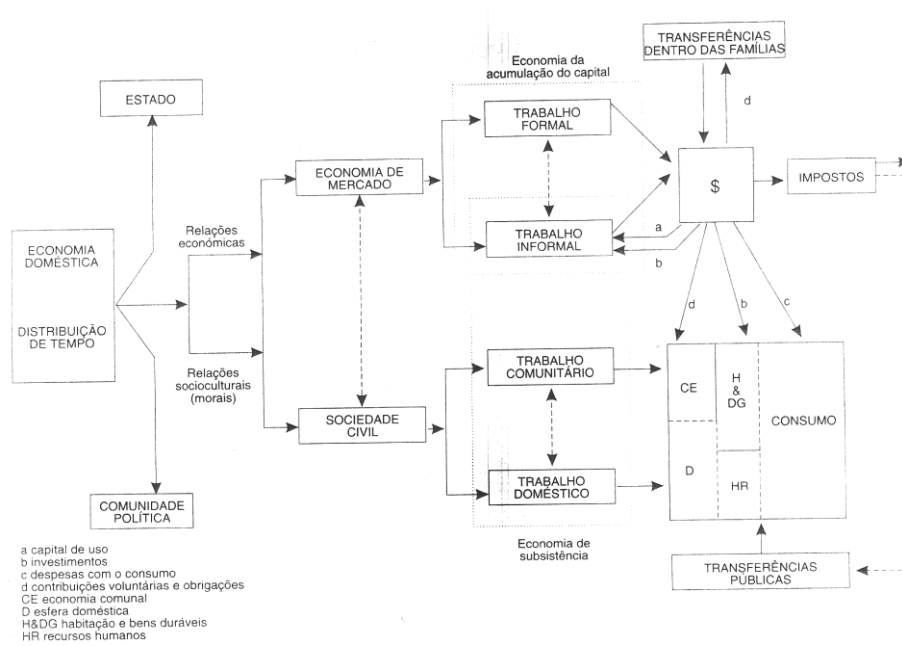 TRANSFERÊNCIAS
DENTRO DAS FAMÍLIAS
Economia da
acumulação do capital
ESTADO
d
TRABALHO
FORMAL
ECONOMIA DE
MERCADO
$
IMPOSTOS
Relações
económicas
TRABALHO
INFORMAL
a
b
ECONOMIA
DOMÉSTICA
DISTRIBUIÇÃO
DE TEMPO
d
b
c
Relações
socioculturais
(morais)
TRABALHO
COMUNITÁRIO
CE
H
&
DG
CONSUMO
SOCIEDADE
CIVIL
D
HR
TRABALHO
DOMÉSTICO
COMUNIDADE
POLÍTICA
Economia de
subsistência
TRANSFERÊNCIAS
PÚBLICAS
a capital de uso
b investimentos
c despesas com o consumo
d contribuições voluntárias e obrigações
CE economia comunal
D esfera doméstica
H&DG habitação e bens duráveis
HR recursos humanos